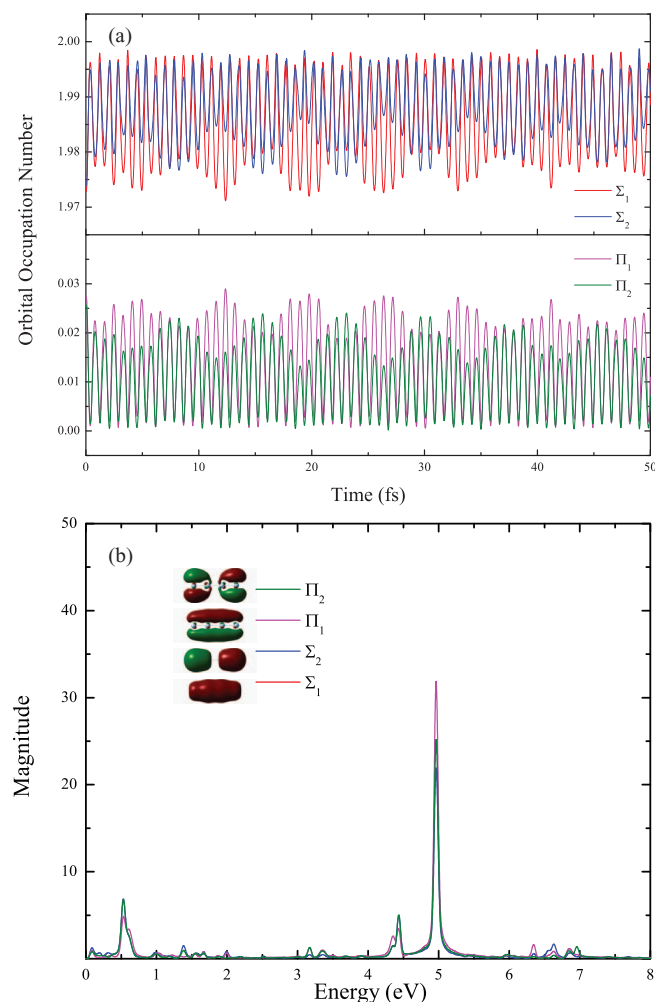 (a)
2.00
1.99
1.98
1.97
Σ1
Σ2
Π1
Π2
0.03
0.02
0.01
0.00
Orbital Occupation Number
0 10 20 30 40 50
Time (fs)
(b)
50
40
30
20
10
Π2
Π1
Σ2
Σ1
Magnitude
0 1 2 3 4 5 6 7 8
Energy (eV)